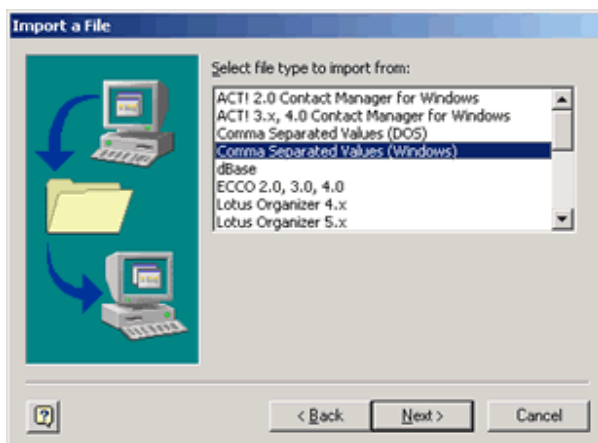 Import a File
Select file type to import from:
ACT! 2.0 Contact Manager for Windows
ACT! 3.x, 4.0 Contact Manager for Windows
Comma Separated Values (DOS)
Comma Separated Values (Windows)
dBase
ECCO 2.0, 3.0, 4.0
Lotus Organizer 4.x
Lotus Organizer 5.x
?
< Back
Next >
Cancel